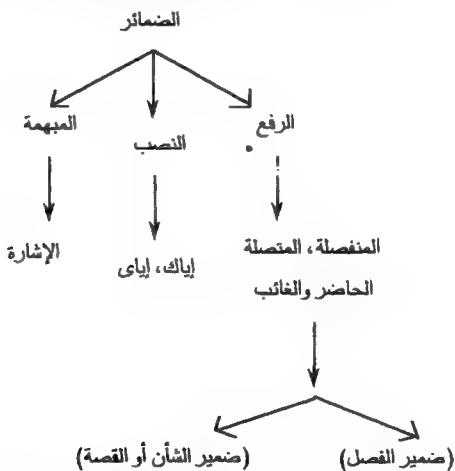 الضمائر
الرفع
النصب
المبهمة
المنفصلة، المتصلة
الحاضر والغائب
إياك، إياى
الإشارة
(ضمير الفصل)
(ضمير الشأن أو القصة)